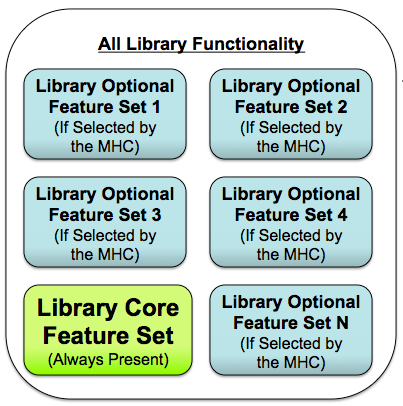 All Library Functionality
Library Optional
Feature Set 1
(If Selected by
the MHC)
Library Optional
Feature Set 2
(If Selected by
the MHC)
Library Optional
Feature Set 3
(If Selected by
the MHC)
Library Optional
Feature Set 4
(If Selected by
the MHC)
Library Core
Feature Set
(Always Present)
Library Optional
Feature Set N
(If Selected by
the MHC)